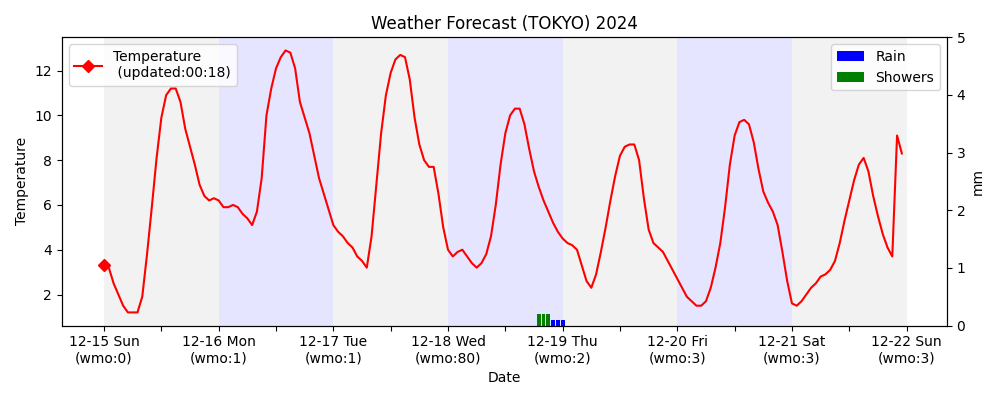 Weather Forecast (TOKYO) 2024
Temperature
(updated:00:18)
Rain
Showers
Temperature
12
10
8
6
4
2
5
4
3
2
1
0
mm
12-15 Sun
(wmo:0)
12-16 Mon
(wmo:1)
12-17 Tue
(wmo:1)
12-18 Wed
(wmo:80)
12-19 Thu
(wmo:2)
12-20 Fri
(wmo:3)
12-21 Sat
(wmo:3)
12-22 Sun
(wmo:3)
Date